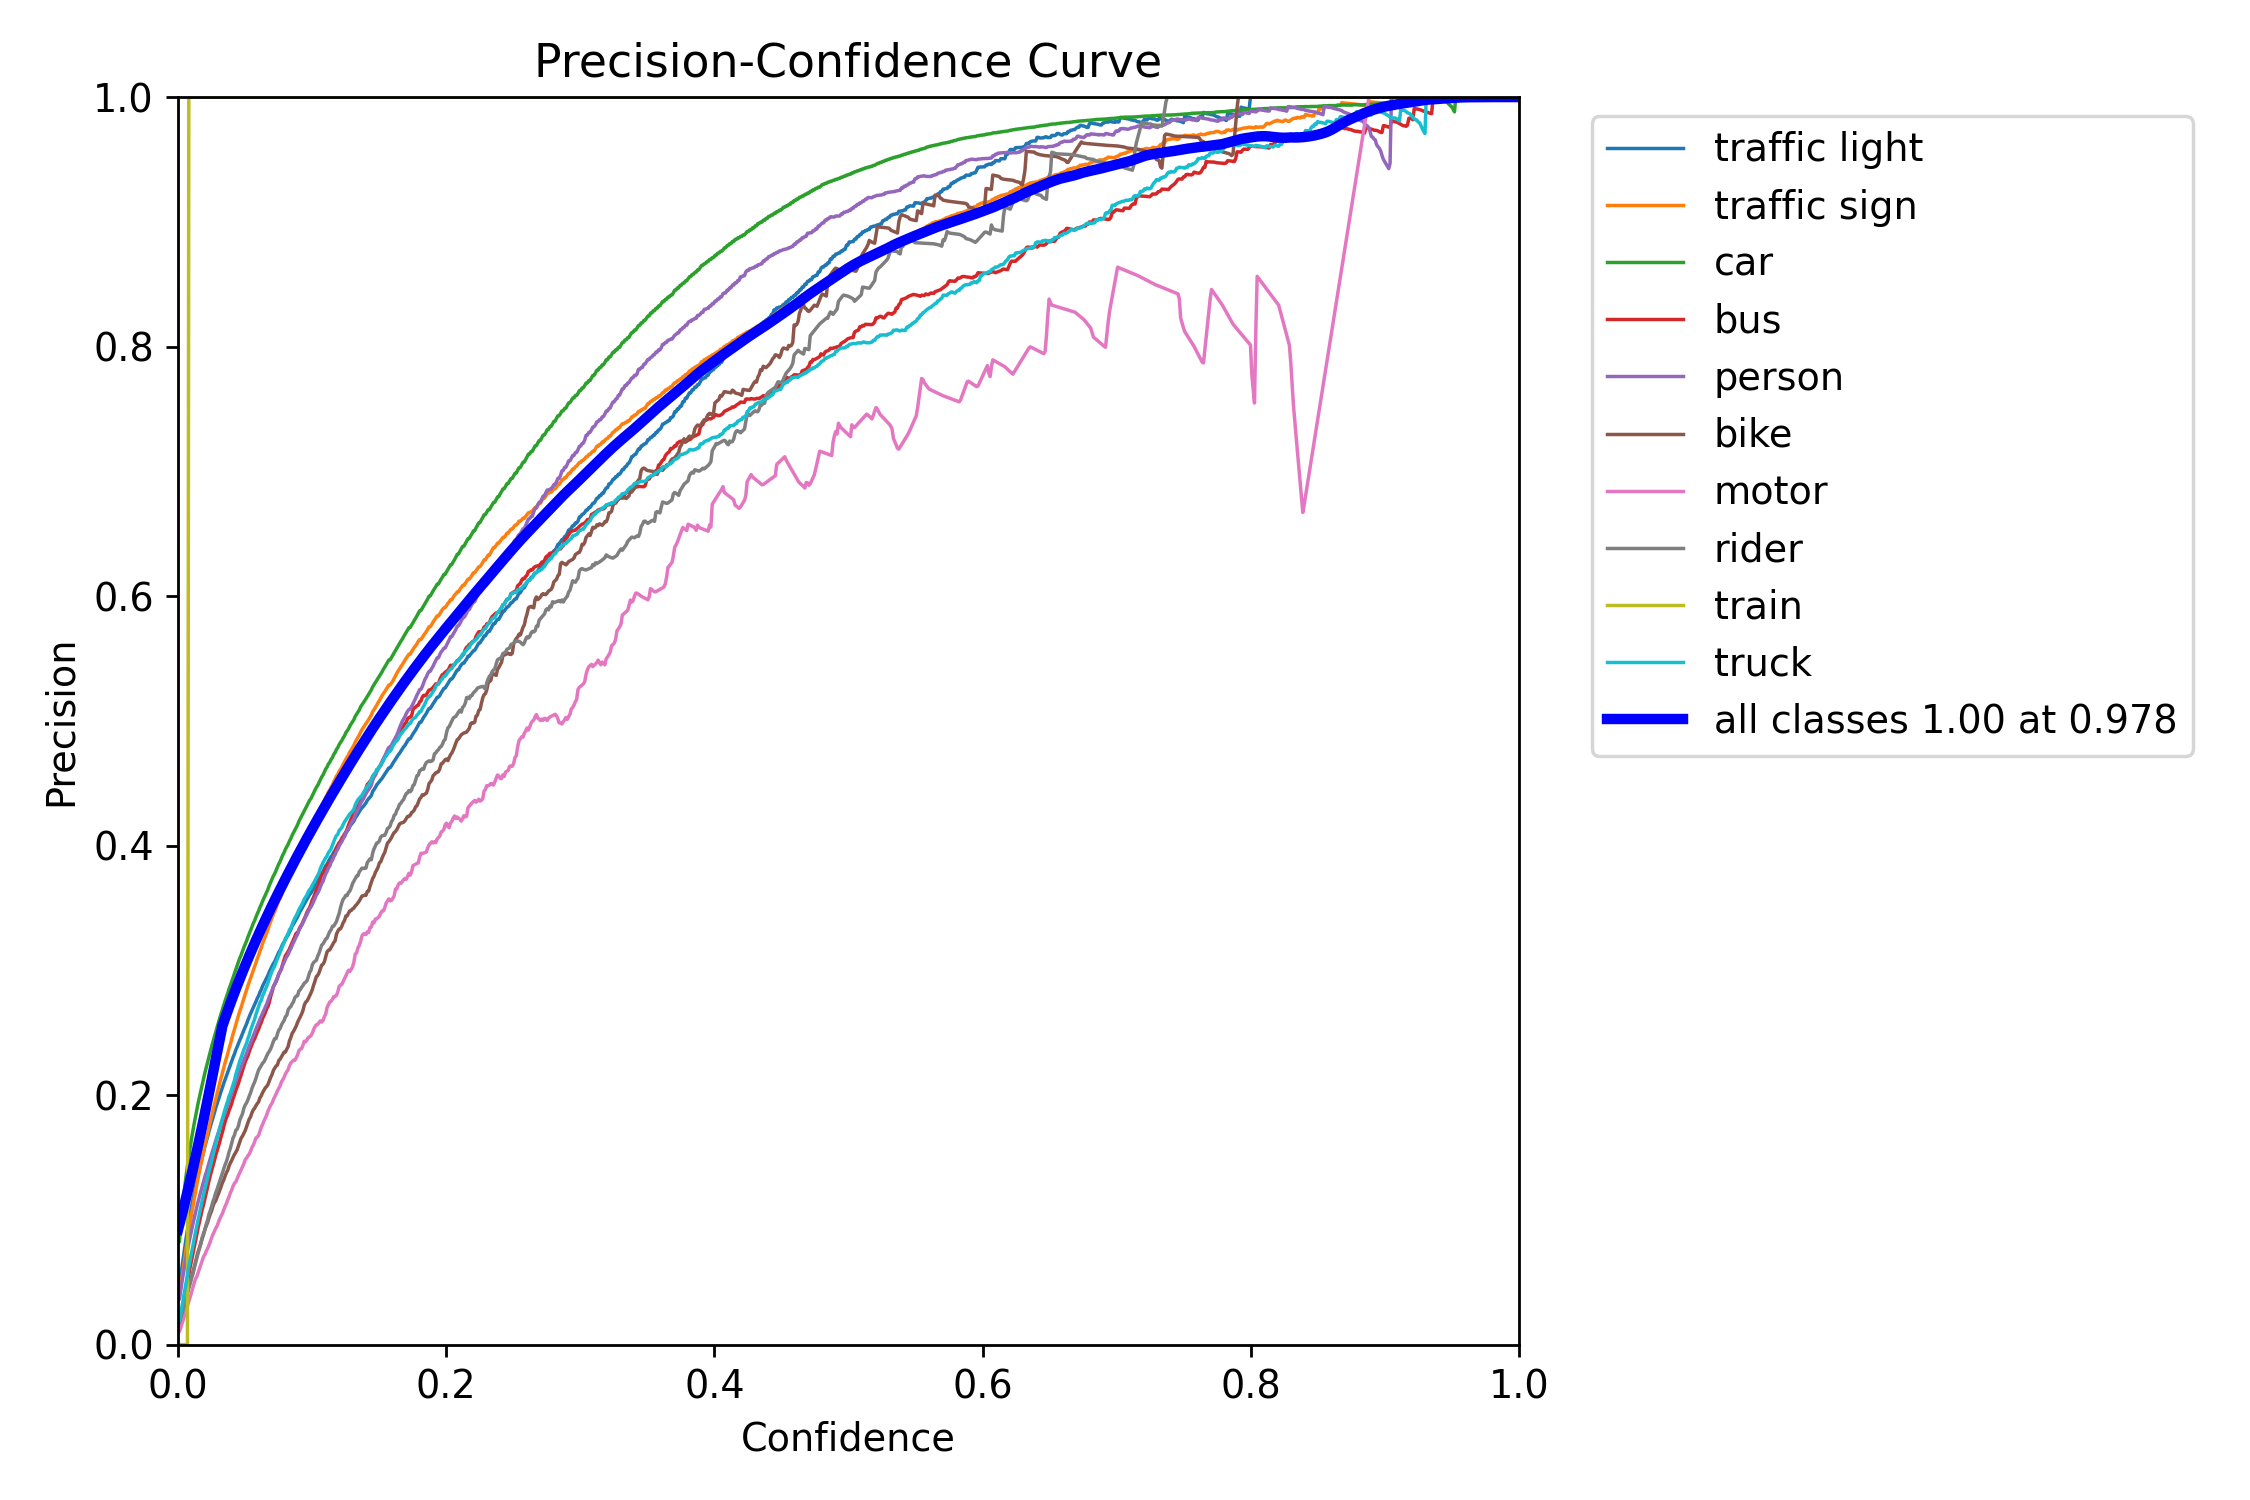 Precision-Confidence Curve
1.0
0.8
0.6
0.4
0.2
0.0
Precision
0.0 0.2 0.4 0.6 0.8 1.0
Confidence
traffic light
traffic sign
car
bus
person
bike
motor
rider
train
truck
all classes 1.00 at 0.978